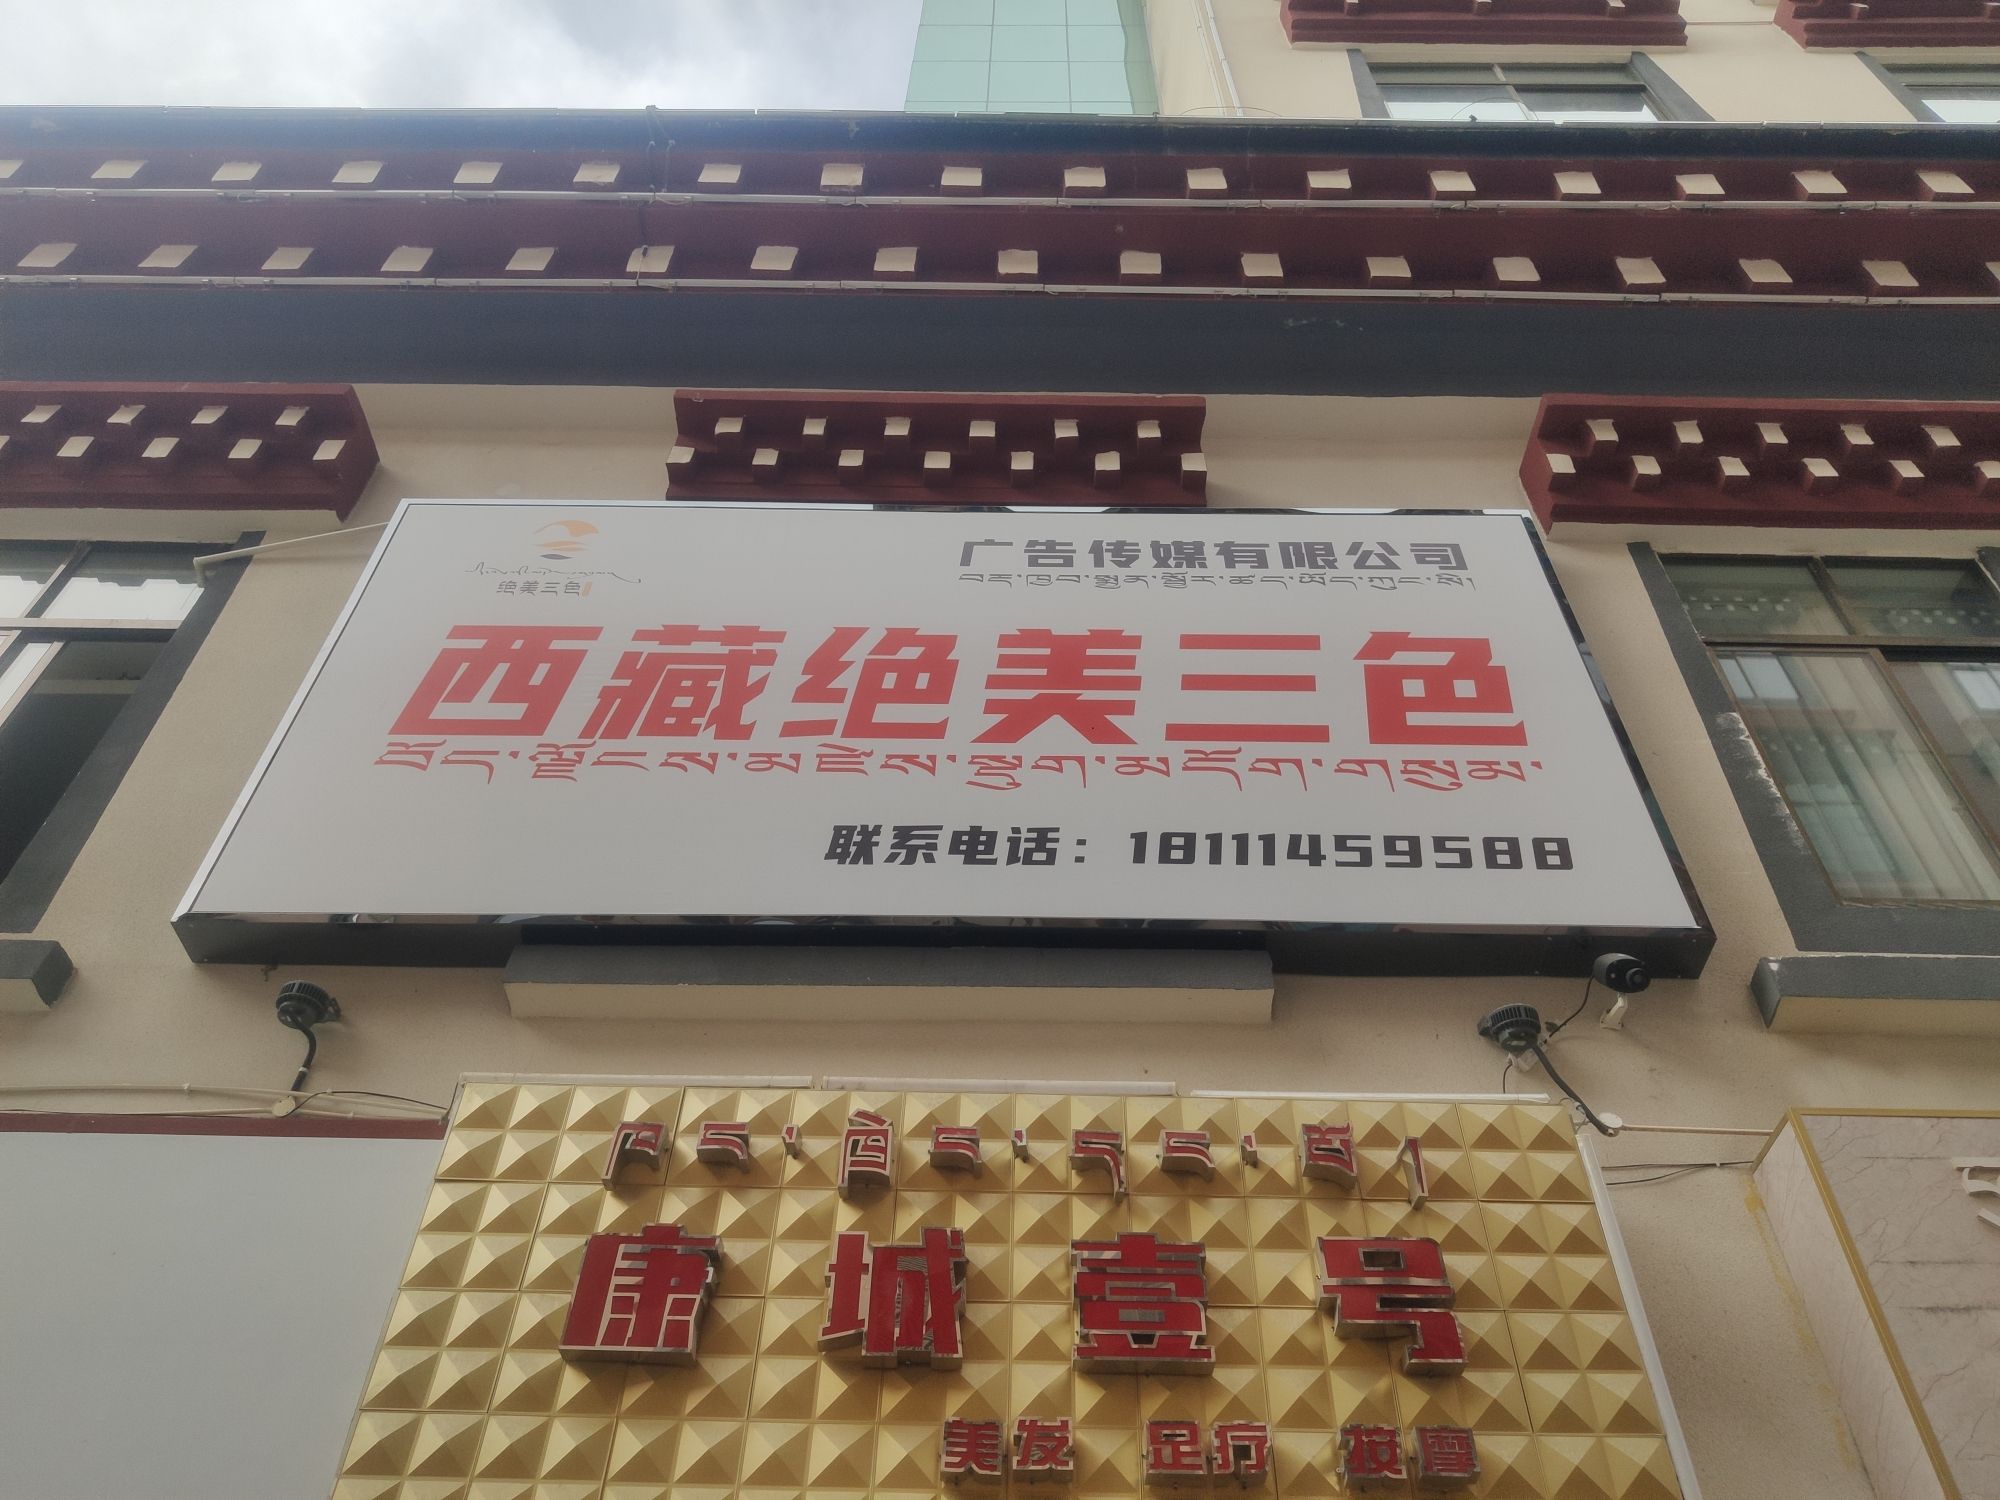 广告传媒有限公司
བརྡ་ཁྱབ་སྨྱན་སྦྱོར་ཚད་ཡོད་ཀུང་སི།
绝美三色
西藏绝美三色
བོད་ལྗོངས་མཛེས་སྡུག་མདོག་གསུམ་
联系电话：18111459588
康城壹号
美发 足疗 按摩